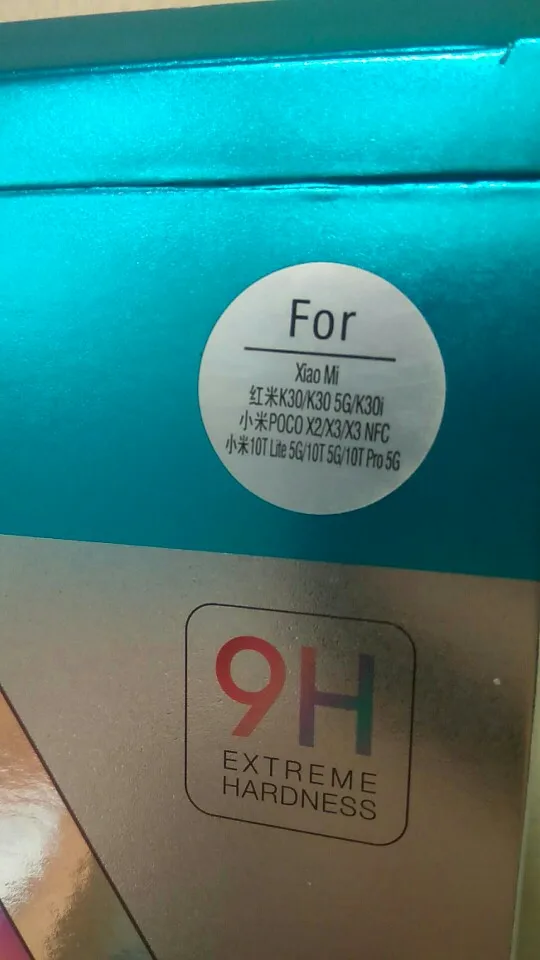 For
Xiao Mi
红米K30/K30 5G/K30i
小米POCO X2/X3/X3 NFC
小米10T Lite 5G/10T 5G/10T Pro 5G
9H
EXTREME
HARDNESS